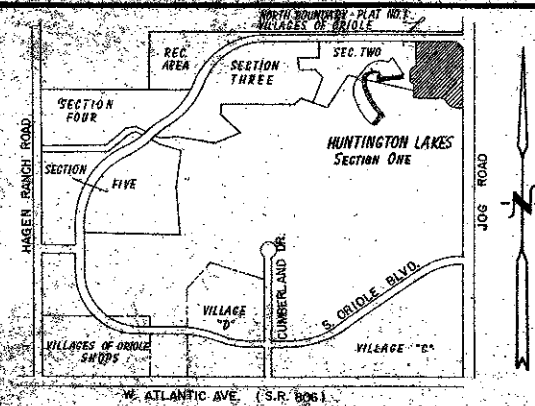 NORTH BOUNDARY - PLAT NO. 1
VILLAGES OF ORIOLE
REC.
AREA
SECTION
THREE
SEC. TWO
SECTION
FOUR
HUNTINGTON LAKES
SECTION ONE
HAGEN RANCH ROAD
SECTION
FIVE
JOG ROAD
N
CUMBERLAND DR.
S. ORIOLE BLVD.
VILLAGE
"D"
VILLAGES OF ORIOLE
SHOPS
VILLAGE "C"
W. ATLANTIC AVE. (S.R. 806)